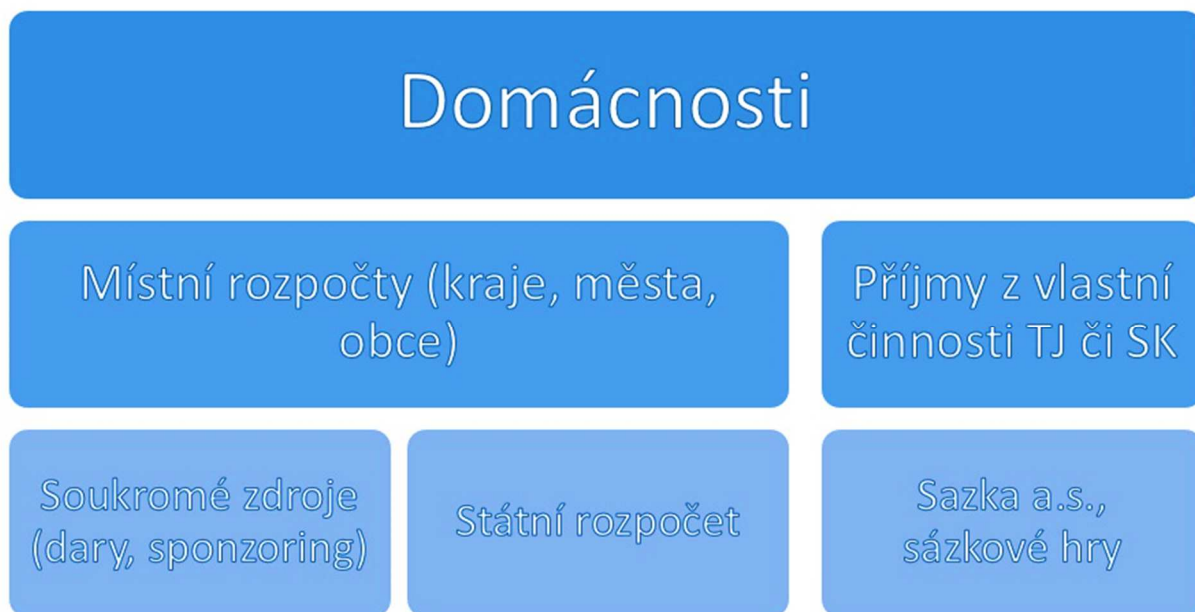 Domácnosti
Místní rozpočty (kraje, města,
obce)
Příjmy z vlastní
činnosti TJ či SK
Soukromé zdroje
(dary, sponzoring)
Státní rozpočet
Sazka a.s.,
sázkové hry